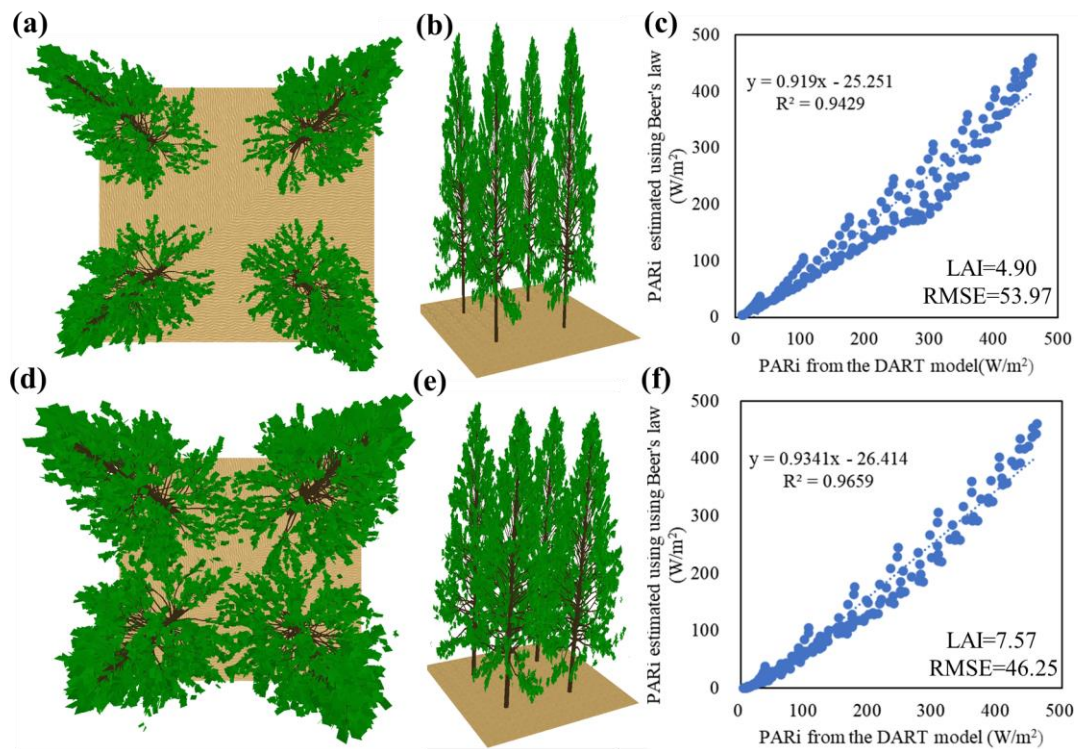 (a)
(b)
(c)
500
400
300
200
100
0
PARi estimated using Beer's law
(W/m²)
y = 0.919x - 25.251
R² = 0.9429
LAI=4.90
RMSE=53.97
0 100 200 300 400 500
PARi from the DART model(W/m²)
(d)
(e)
(f)
500
400
300
200
100
0
PARi estimated using using Beer's law
(W/m²)
y = 0.9341x - 26.414
R² = 0.9659
LAI=7.57
RMSE=46.25
0 100 200 300 400 500
PARi from the DART model (W/m²)